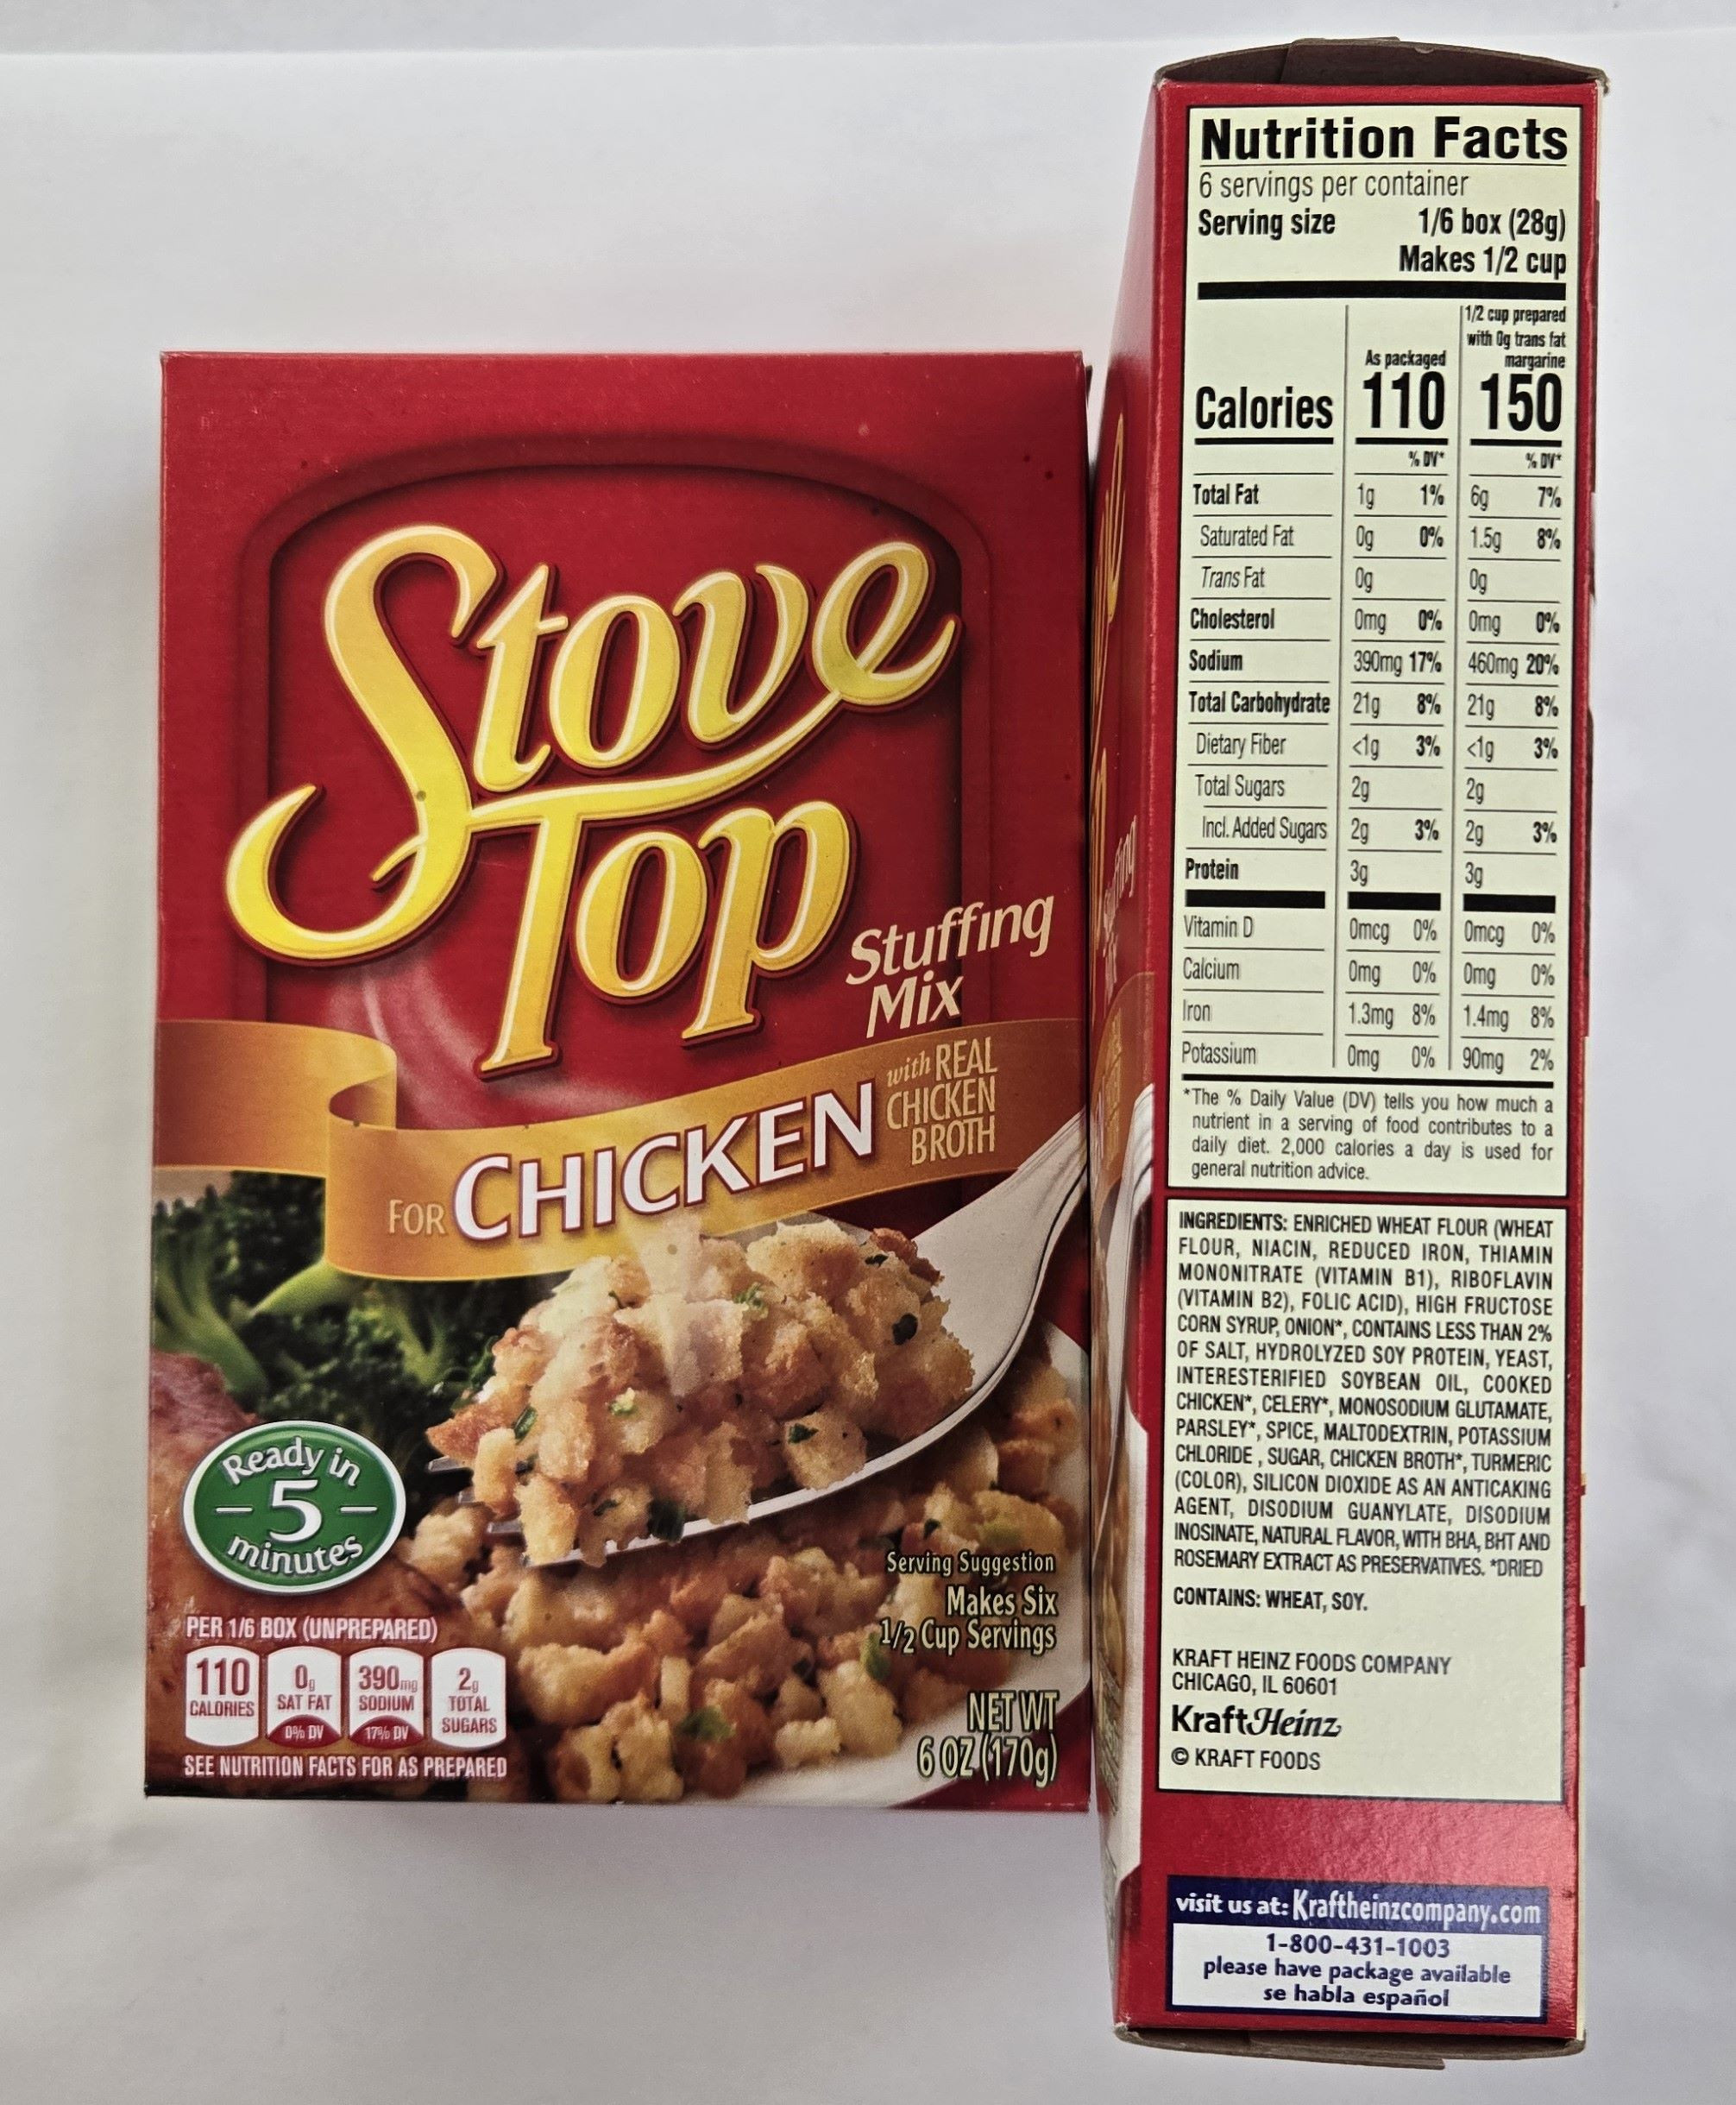 Stove
Top
Stuffing
Mix
FOR CHICKEN
with REAL
CHICKEN
BROTH
Ready in
5
minutes
Serving Suggestion
Makes Six
1/2 Cup Servings
NET WT
6 OZ (170g)
PER 1/6 BOX (UNPREPARED)
110 CALORIES
0g SAT FAT 0% DV
390mg SODIUM 17% DV
2g TOTAL SUGARS
SEE NUTRITION FACTS FOR AS PREPARED
Nutrition Facts
6 servings per container
Serving size 1/6 box (28g)
Makes 1/2 cup
As packaged
1/2 cup prepared
with 0g trans fat
margarine
Calories 110 150
% DV* % DV*
Total Fat 1g 1% 6g 7%
Saturated Fat 0g 0% 1.5g 8%
Trans Fat 0g 0g
Cholesterol 0mg 0% 0mg 0%
Sodium 390mg 17% 460mg 20%
Total Carbohydrate 21g 8% 21g 8%
Dietary Fiber <1g 3% <1g 3%
Total Sugars 2g 2g
Incl. Added Sugars 2g 3% 2g 3%
Protein 3g 3g
Vitamin D 0mcg 0% 0mcg 0%
Calcium 0mg 0% 0mg 0%
Iron 1.3mg 8% 1.4mg 8%
Potassium 0mg 0% 90mg 2%
*The % Daily Value (DV) tells you how much a
nutrient in a serving of food contributes to a
daily diet. 2,000 calories a day is used for
general nutrition advice.
INGREDIENTS: ENRICHED WHEAT FLOUR (WHEAT
FLOUR, NIACIN, REDUCED IRON, THIAMIN
MONONITRATE (VITAMIN B1), RIBOFLAVIN
(VITAMIN B2), FOLIC ACID), HIGH FRUCTOSE
CORN SYRUP, ONION*, CONTAINS LESS THAN 2%
OF SALT, HYDROLYZED SOY PROTEIN, YEAST,
INTERESTERIFIED SOYBEAN OIL, COOKED
CHICKEN*, CELERY*, MONOSODIUM GLUTAMATE,
PARSLEY*, SPICE, MALTODEXTRIN, POTASSIUM
CHLORIDE , SUGAR, CHICKEN BROTH*, TURMERIC
(COLOR), SILICON DIOXIDE AS AN ANTICAKING
AGENT, DISODIUM GUANYLATE, DISODIUM
INOSINATE, NATURAL FLAVOR, WITH BHA, BHT AND
ROSEMARY EXTRACT AS PRESERVATIVES. *DRIED
CONTAINS: WHEAT, SOY.
KRAFT HEINZ FOODS COMPANY
CHICAGO, IL 60601
KraftHeinz
© KRAFT FOODS
visit us at: Kraftheinzcompany.com
1-800-431-1003
please have package available
se habla español